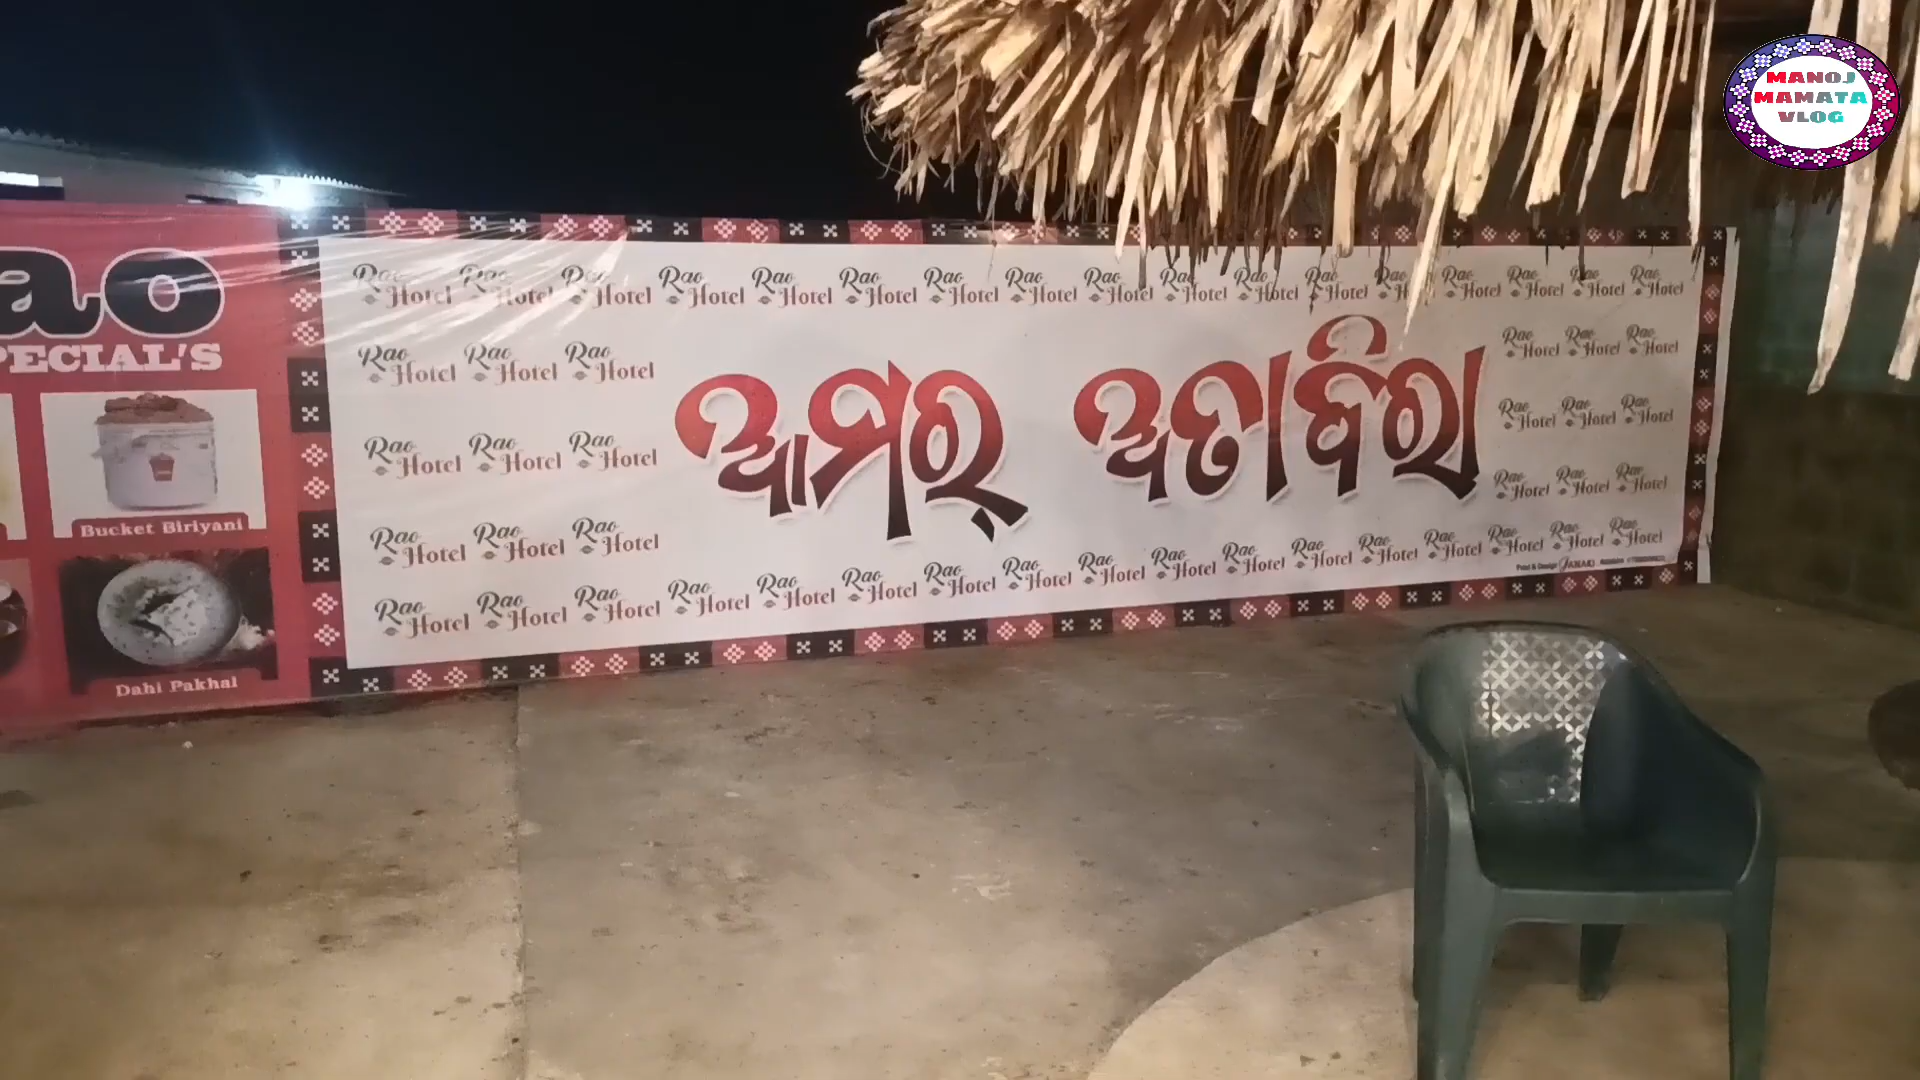 MANOJ
MAMATA
VLOG
ao
PECIAL'S
Bucket Biriyani
Dahi Pakhal
Rao Hotel Rao Hotel Rao Hotel Rao Hotel Rao Hotel Rao Hotel Rao Hotel Rao Hotel Rao Hotel Rao Hotel Rao Hotel Rao Hotel Rao Hotel Rao Hotel Rao Hotel Rao Hotel Rao Hotel
Rao Hotel Rao Hotel Rao Hotel Rao Hotel Rao Hotel Rao Hotel
ଆମର୍ ଅତାବିରା
Rao Hotel Rao Hotel Rao Hotel Rao Hotel Rao Hotel Rao Hotel
Rao Hotel Rao Hotel Rao Hotel Rao Hotel Rao Hotel Rao Hotel
Rao Hotel Rao Hotel Rao Hotel Rao Hotel Rao Hotel Rao Hotel Rao Hotel Rao Hotel Rao Hotel Rao Hotel Rao Hotel Rao Hotel Rao Hotel Rao Hotel Rao Hotel Rao Hotel Rao Hotel
Print & Design JANAKI